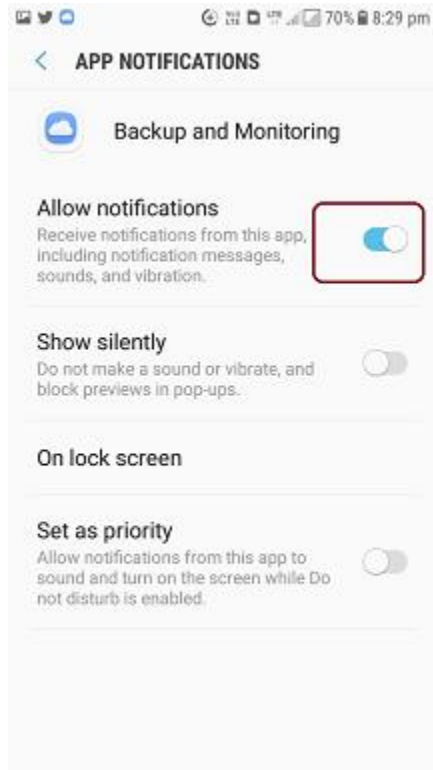 70% 8:29 pm
APP NOTIFICATIONS
Backup and Monitoring
Allow notifications
Receive notifications from this app,
including notification messages,
sounds, and vibration.
Show silently
Do not make a sound or vibrate, and
block previews in pop-ups.
On lock screen
Set as priority
Allow notifications from this app to
sound and turn on the screen while Do
not disturb is enabled.